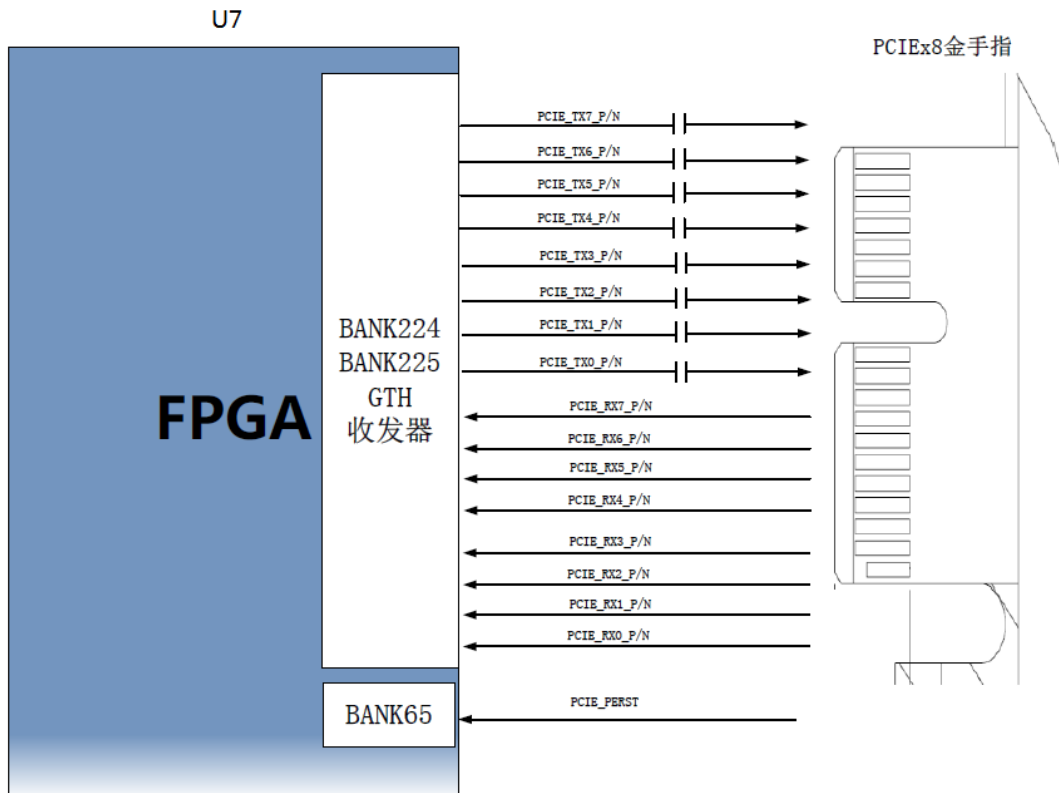 U7
PCIEx8金手指
PCIE_TX7_P/N
PCIE_TX6_P/N
PCIE_TX5_P/N
PCIE_TX4_P/N
PCIE_TX3_P/N
PCIE_TX2_P/N
PCIE_TX1_P/N
PCIE_TX0_P/N
BANK224
BANK225
GTH
收发器
FPGA
PCIE_RX7_P/N
PCIE_RX6_P/N
PCIE_RX5_P/N
PCIE_RX4_P/N
PCIE_RX3_P/N
PCIE_RX2_P/N
PCIE_RX1_P/N
PCIE_RX0_P/N
BANK65
PCIE_PERST